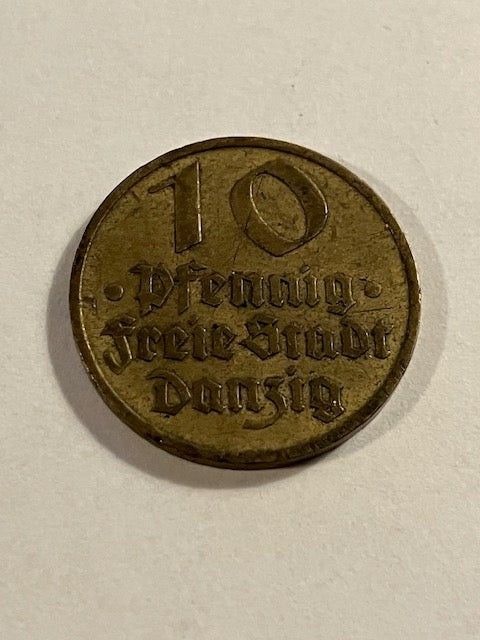 10
· Pfennig ·
Freie Stadt
Danzig